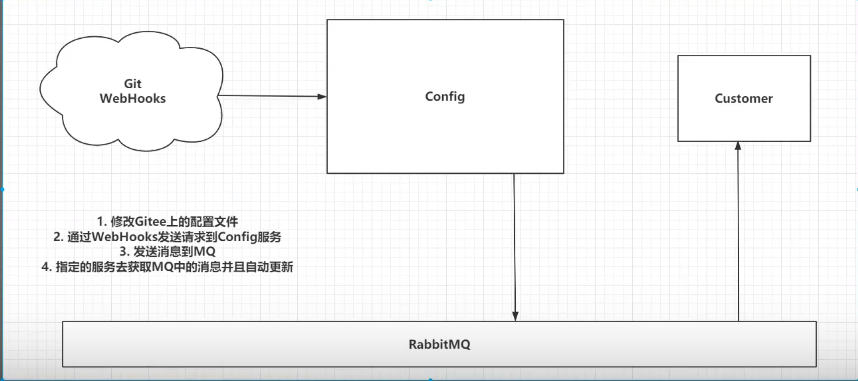 Git
WebHooks
Config
Customer
1. 修改Gitee上的配置文件
2. 通过WebHooks发送请求到Config服务
3. 发送消息到MQ
4. 指定的服务去获取MQ中的消息并且自动更新
RabbitMQ